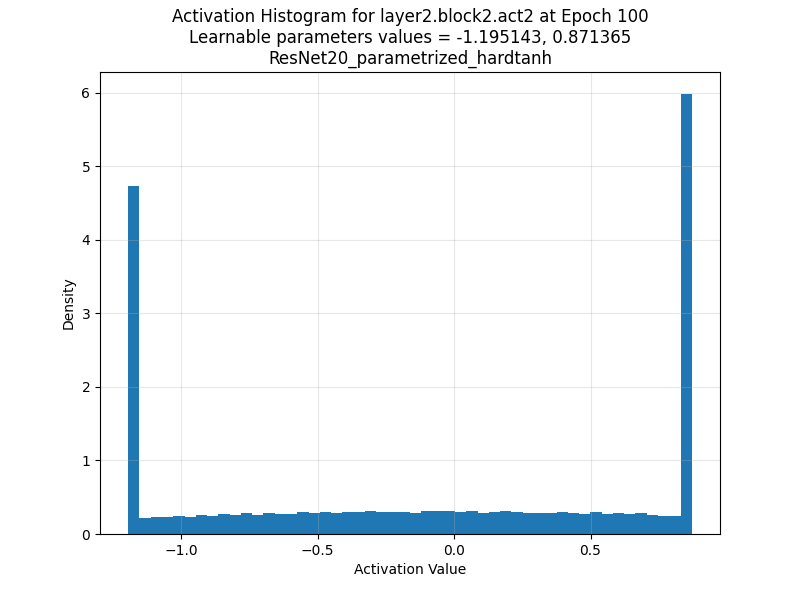 Activation Histogram for layer2.block2.act2 at Epoch 100
Learnable parameters values = -1.195143, 0.871365
ResNet20_parametrized_hardtanh
6
5
4
3
2
1
0
Density
−1.0 −0.5 0.0 0.5
Activation Value